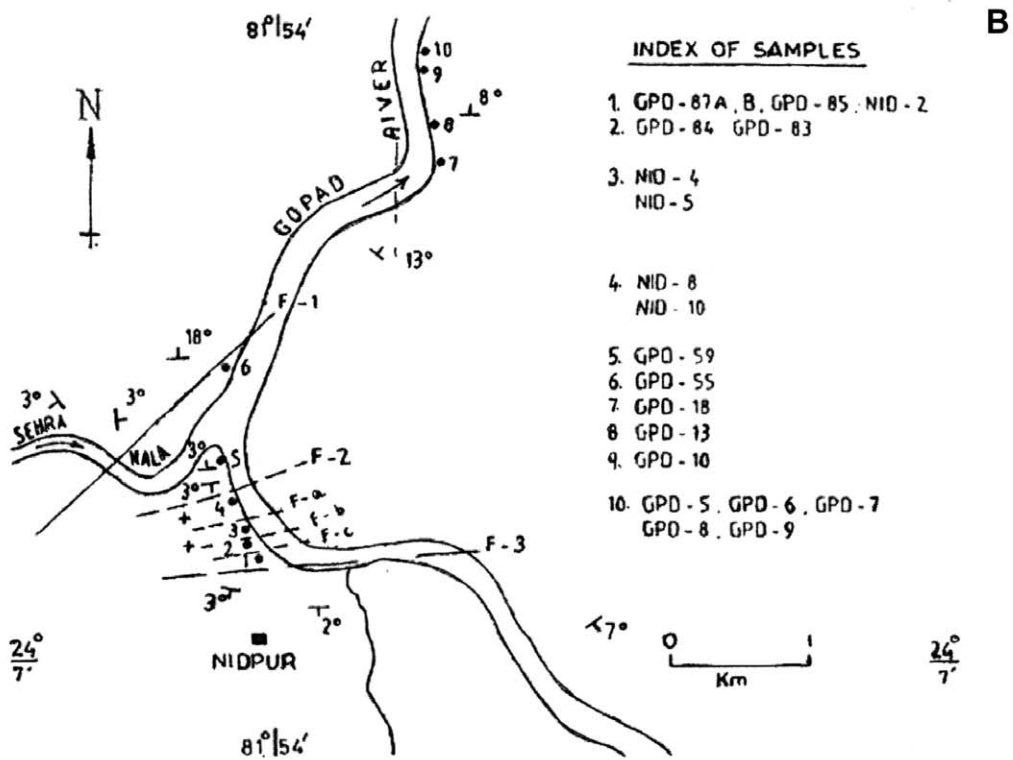 B
81°54'
N
GOPAD RIVER
10
9
8°
8
7
13°
F-1
18°
6
3°
3°
SEHRA NALA
3°
5
F-2
3°
4
F-a
F-b
3
F-c
2
1
F-3
3°
2°
7°
NIDPUR
24°
7'
81°54'
INDEX OF SAMPLES
1. GPD-87A, B, GPD-85, NID-2
2. GPD-84 GPD-83
3. NID-4
NID-5
4. NID-8
NID-10
5. GPD-59
6. GPD-55
7. GPD-18
8 GPD-13
9. GPD-10
10. GPD-5, GPD-6, GPD-7
GPD-8, GPD-9
0 1
Km
24°
7'